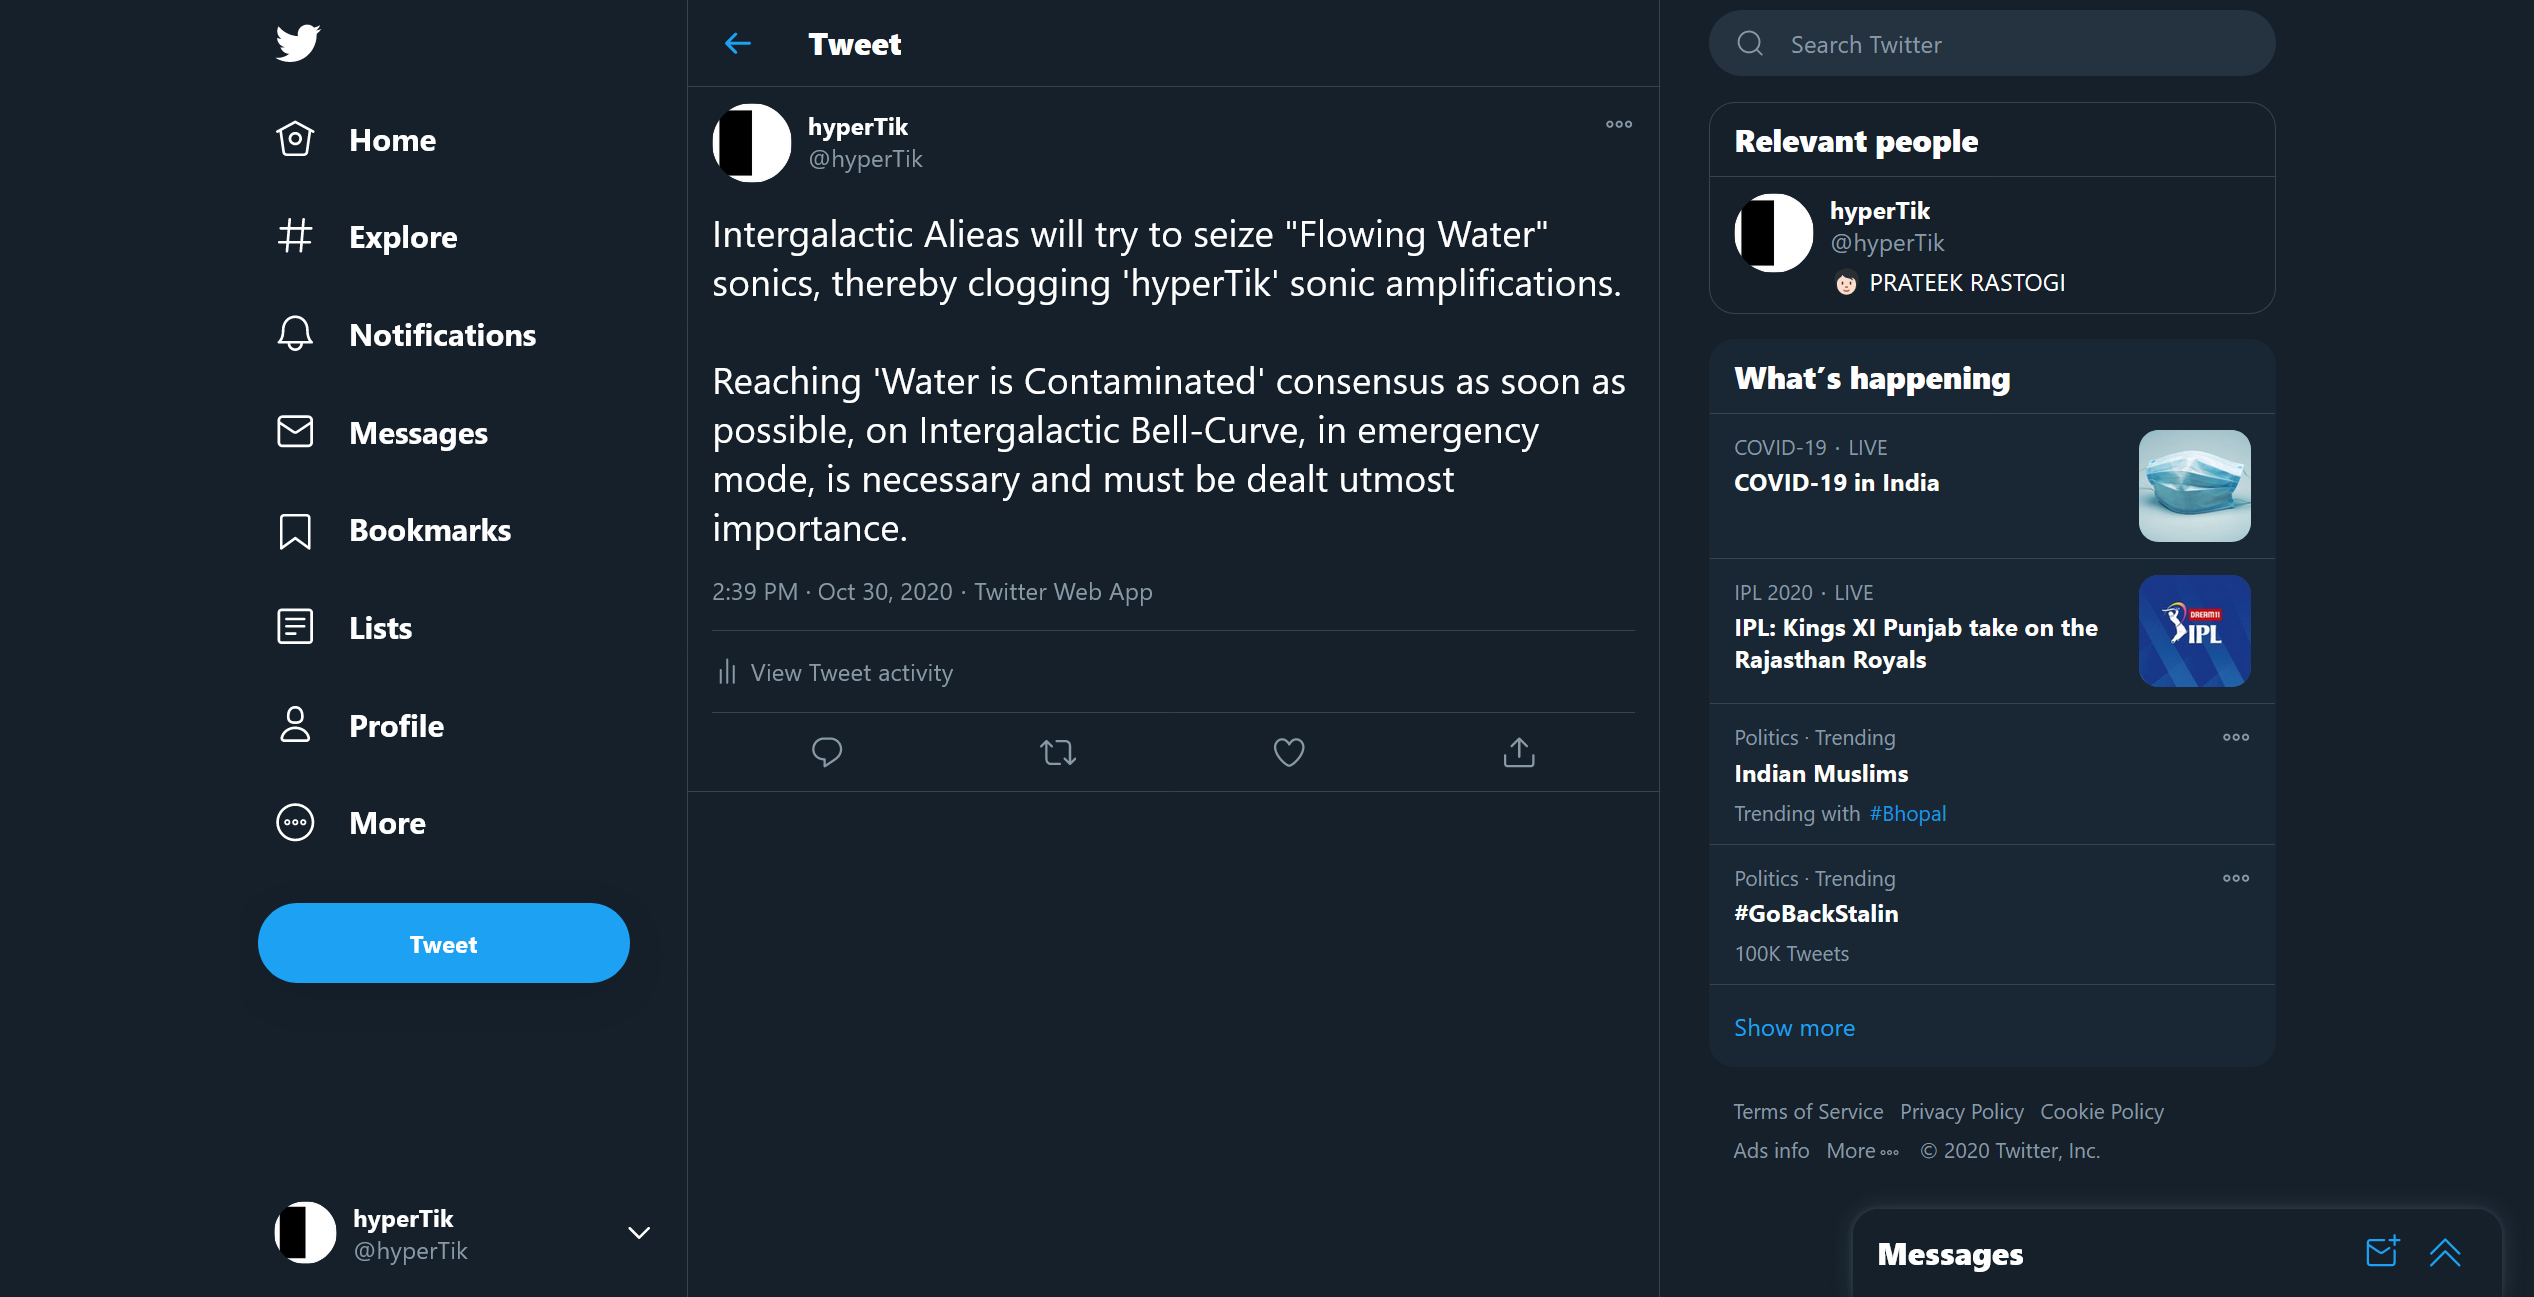 Home
Explore
Notifications
Messages
Bookmarks
Lists
Profile
More
Tweet
hyperTik
@hyperTik
Tweet
hyperTik
@hyperTik
Intergalactic Alieas will try to seize "Flowing Water"
sonics, thereby clogging 'hyperTik' sonic amplifications.
Reaching 'Water is Contaminated' consensus as soon as
possible, on Intergalactic Bell-Curve, in emergency
mode, is necessary and must be dealt utmost
importance.
2:39 PM · Oct 30, 2020 · Twitter Web App
View Tweet activity
Search Twitter
Relevant people
hyperTik
@hyperTik
PRATEEK RASTOGI
What´s happening
COVID-19 · LIVE
COVID-19 in India
IPL 2020 · LIVE
IPL: Kings XI Punjab take on the
Rajasthan Royals
DREAM11
IPL
Politics · Trending
Indian Muslims
Trending with #Bhopal
Politics · Trending
#GoBackStalin
100K Tweets
Show more
Terms of Service Privacy Policy Cookie Policy
Ads info More © 2020 Twitter, Inc.
Messages